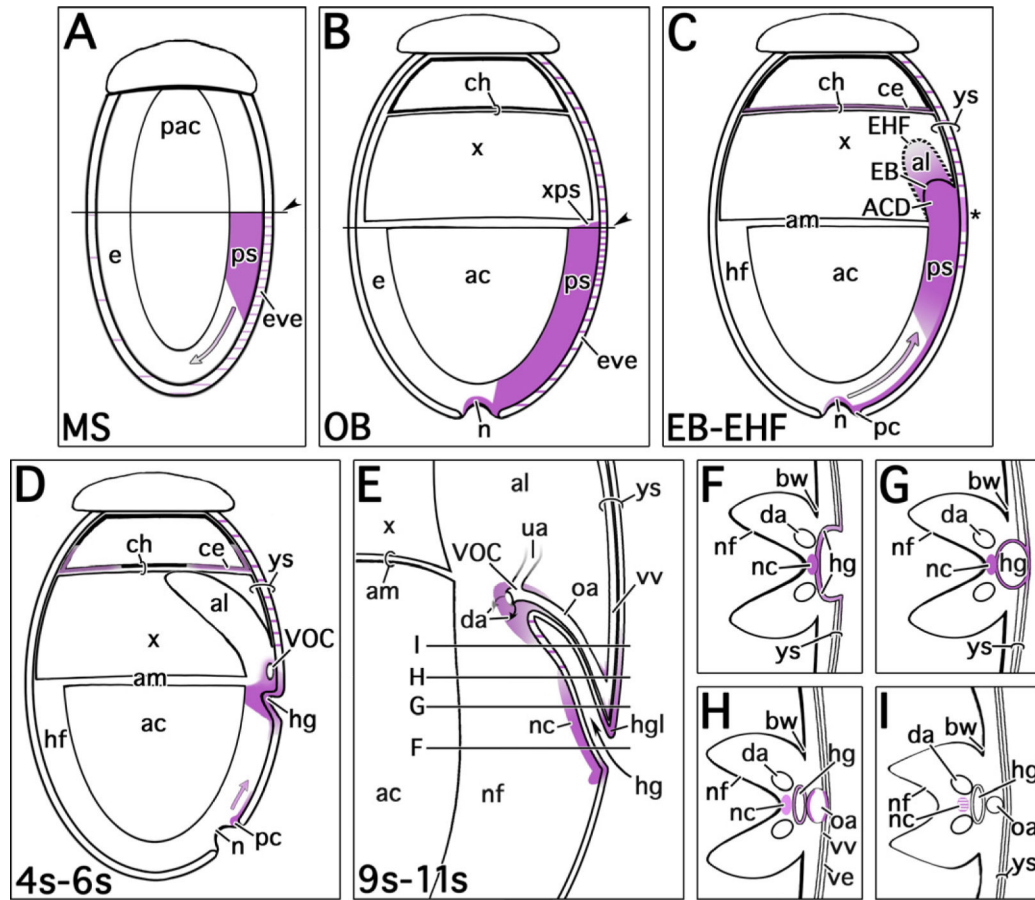 A
pac
e
ps
eve
MS
B
ch
x
xps
ac
e
ps
eve
n
OB
C
ch
ce
ys
EHF
x
al
EB
ACD
am
*
hf
ac
ps
n
pc
EB-EHF
D
ch
ce
ys
al
x
VOC
am
ac
hg
hf
n
pc
4s-6s
E
al
ys
x
ua
VOC
am
oa
vv
da
I
H
G
nc
hgl
F
ac
nf
hg
9s-11s
F
bw
da
nf
hg
nc
ys
G
bw
da
nf
nc
hg
ys
H
bw
da
hg
nf
nc
oa
vv
ve
I
bw
da
hg
nf
nc
oa
ys